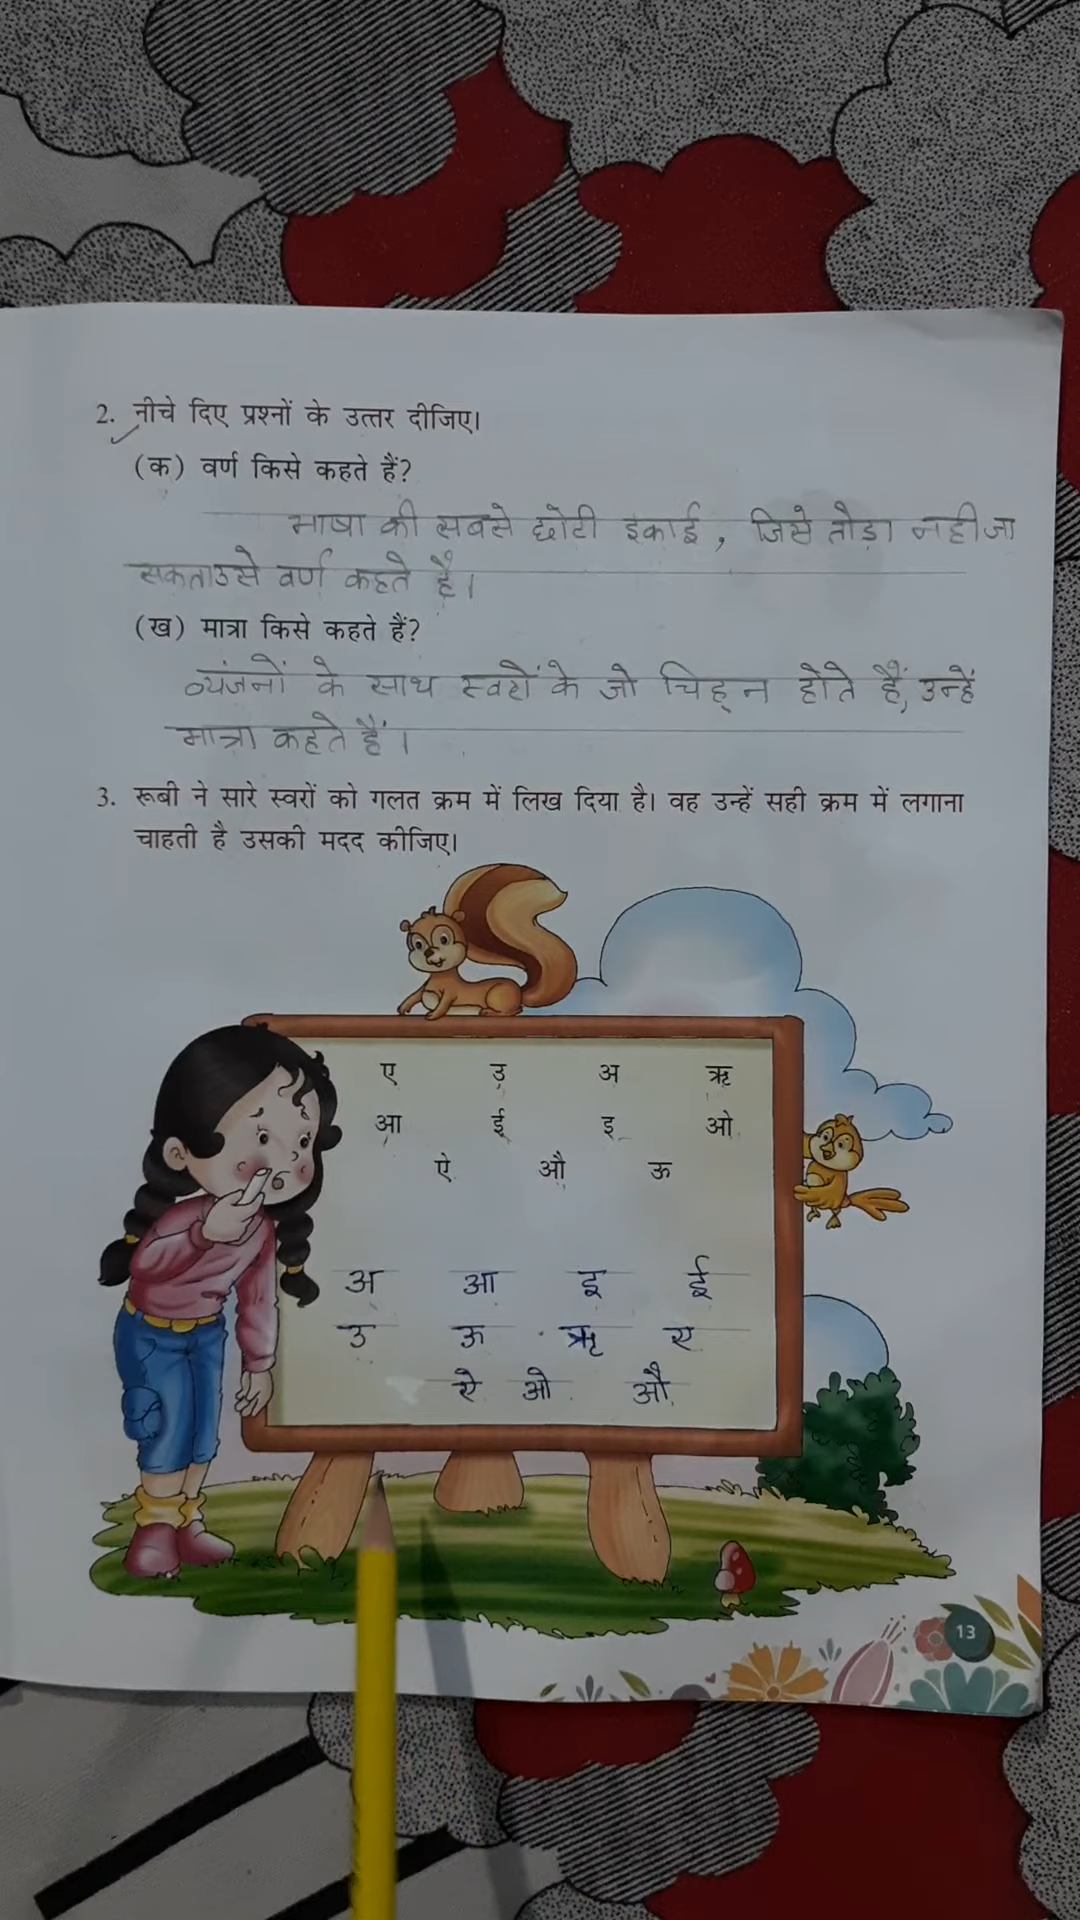 2. नीचे दिए प्रश्नों के उत्तर दीजिए।
(क) वर्ण किसे कहते हैं?
भाषा की सबसे छोटी इकाई, जिसे तोड़ा नही जा
सकता उसे वर्ण कहते है।
(ख) मात्रा किसे कहते हैं?
व्यंजनों के साथ स्वरों के जो चिह्न होते हैं, उन्हें
मात्रा कहते हैं।
3. रूबी ने सारे स्वरों को गलत क्रम में लिख दिया है। वह उन्हें सही क्रम में लगाना
चाहती है उसकी मदद कीजिए।
ए उ अ ऋ
आ ई इ ओ
ऐ औ ऊ
अ आ इ ई
उ ऊ ऋ ए
ऐ ओ औ
13